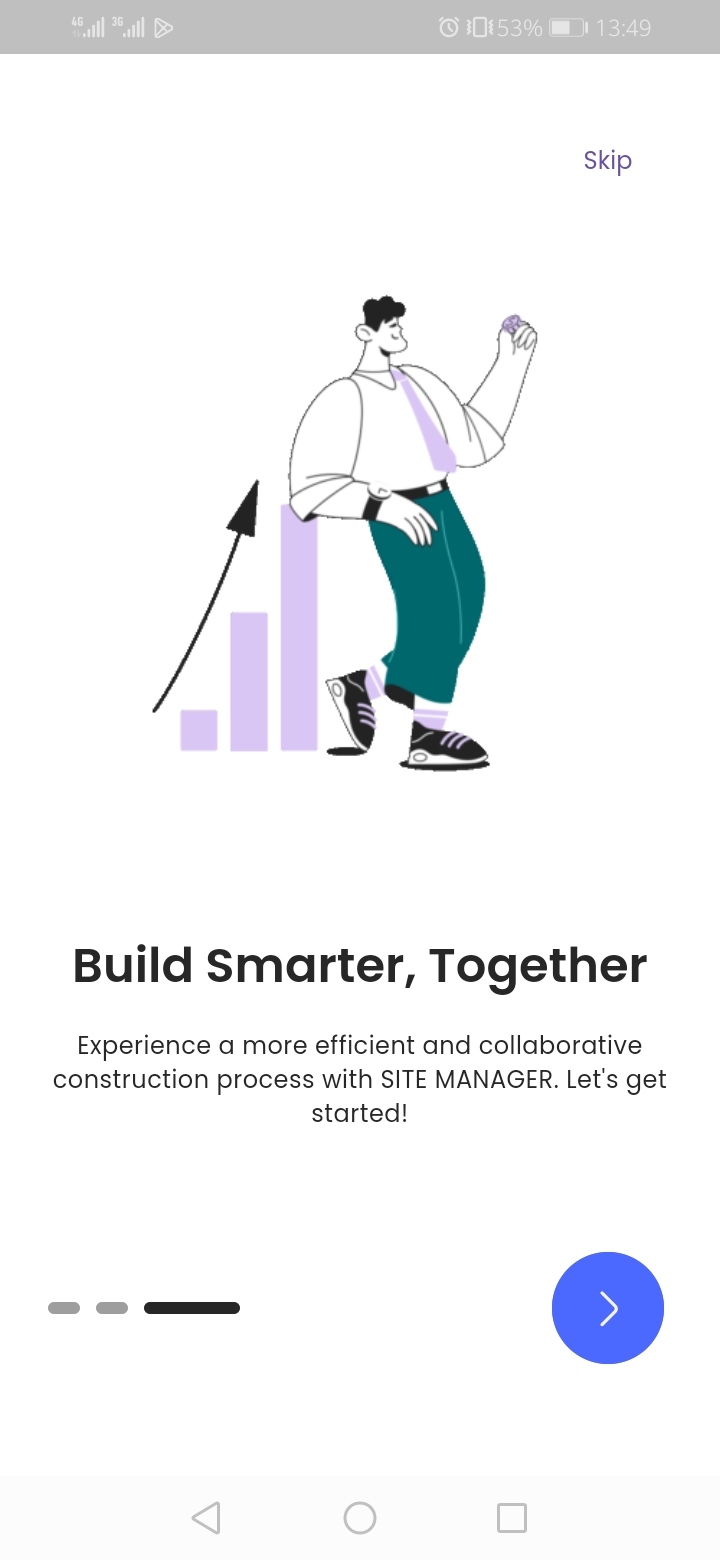 4G 3G 53% 13:49
Skip
Build Smarter, Together
Experience a more efficient and collaborative
construction process with SITE MANAGER. Let's get
started!